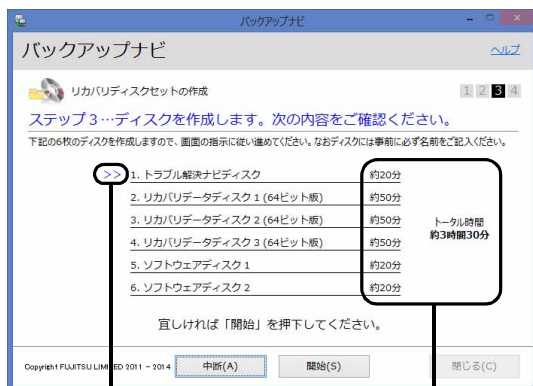 バックアップナビ
バックアップナビ
ヘルプ
リカバリディスクセットの作成
1 2 3 4
ステップ3…ディスクを作成します。次の内容をご確認ください。
下記の6枚のディスクを作成しますので、画面の指示に従い進めてください。なおディスクには事前に必ず名前をご記入ください。
>> 1. トラブル解決ナビディスク 約20分
2. リカバリデータディスク1 (64ビット版) 約50分
3. リカバリデータディスク2 (64ビット版) 約50分
4. リカバリデータディスク3 (64ビット版) 約50分
5. ソフトウェアディスク1 約20分
6. ソフトウェアディスク2 約20分
トータル時間
約3時間30分
宜しければ「開始」を押下してください。
Copyright FUJITSU LIMITED 2011 - 2014
中断(A) 開始(S) 閉じる(C)